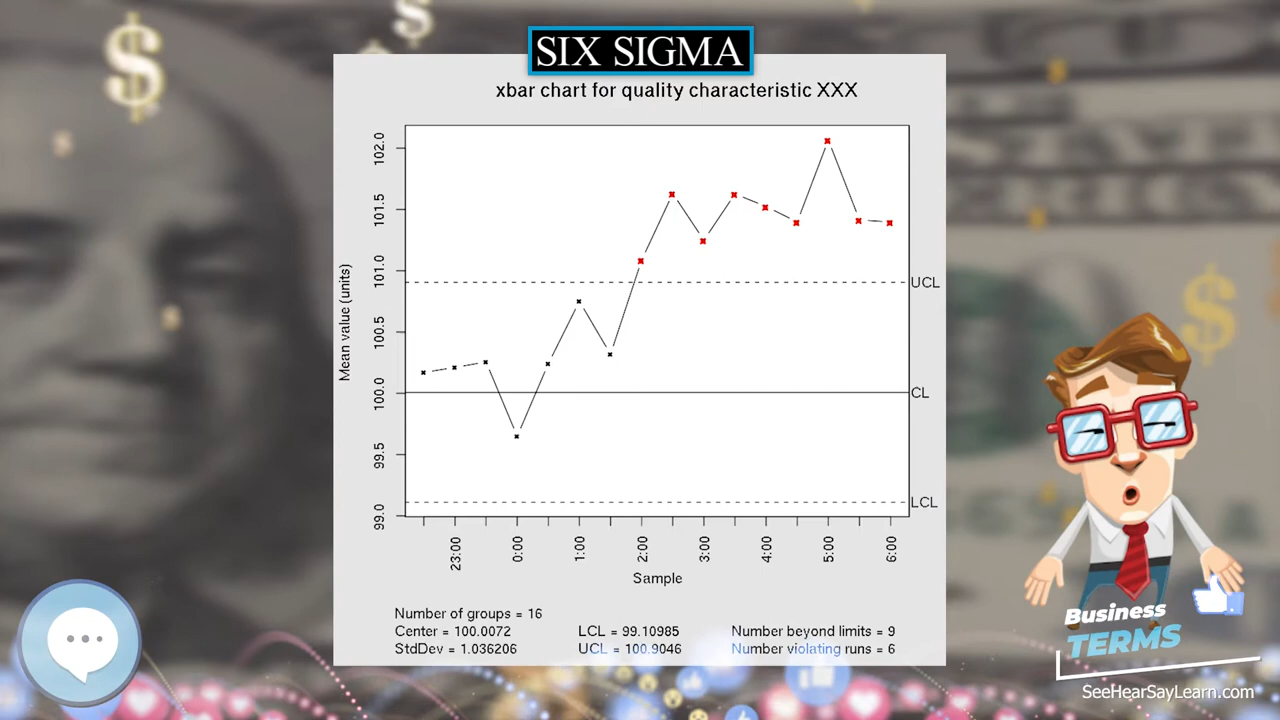 SIX SIGMA
xbar chart for quality characteristic XXX
Mean value (units)
102.0
101.5
101.0
100.5
100.0
99.5
99.0
UCL
CL
LCL
23:00 0:00 1:00 2:00 3:00 4:00 5:00 6:00
Sample
Number of groups = 16
Center = 100.0072 LCL = 99.10985 Number beyond limits = 9
StdDev = 1.036206 UCL = 100.9046 Number violating runs = 6
Business
TERMS
SeeHearSayLearn.com